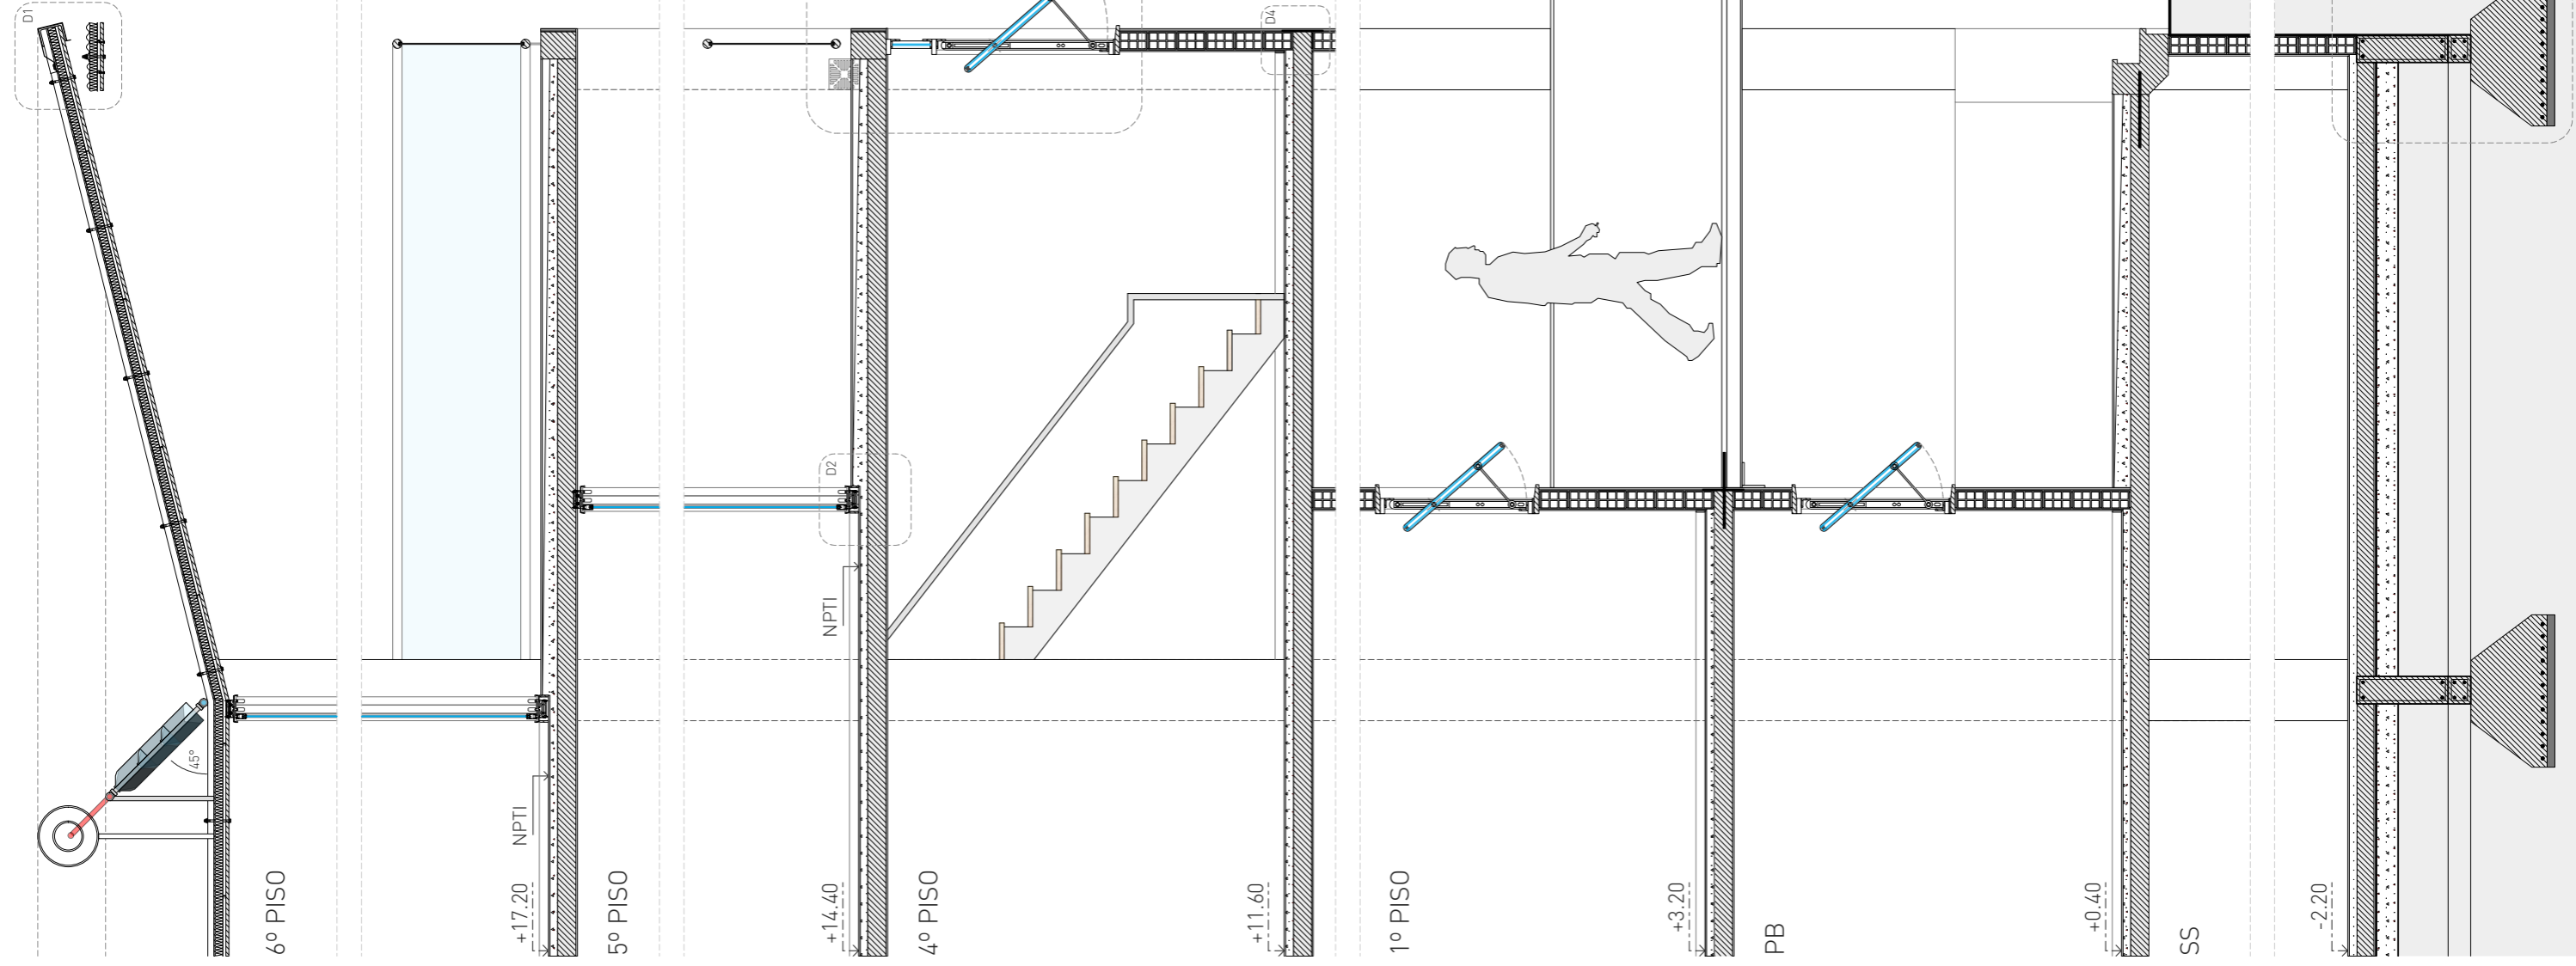 D1
45º
6º PISO
NPTI
+17.20
5º PISO
D2
NPTI
+14.40
4º PISO
D4
+11.60
1º PISO
+3.20
PB
+0.40
SS
-2.20